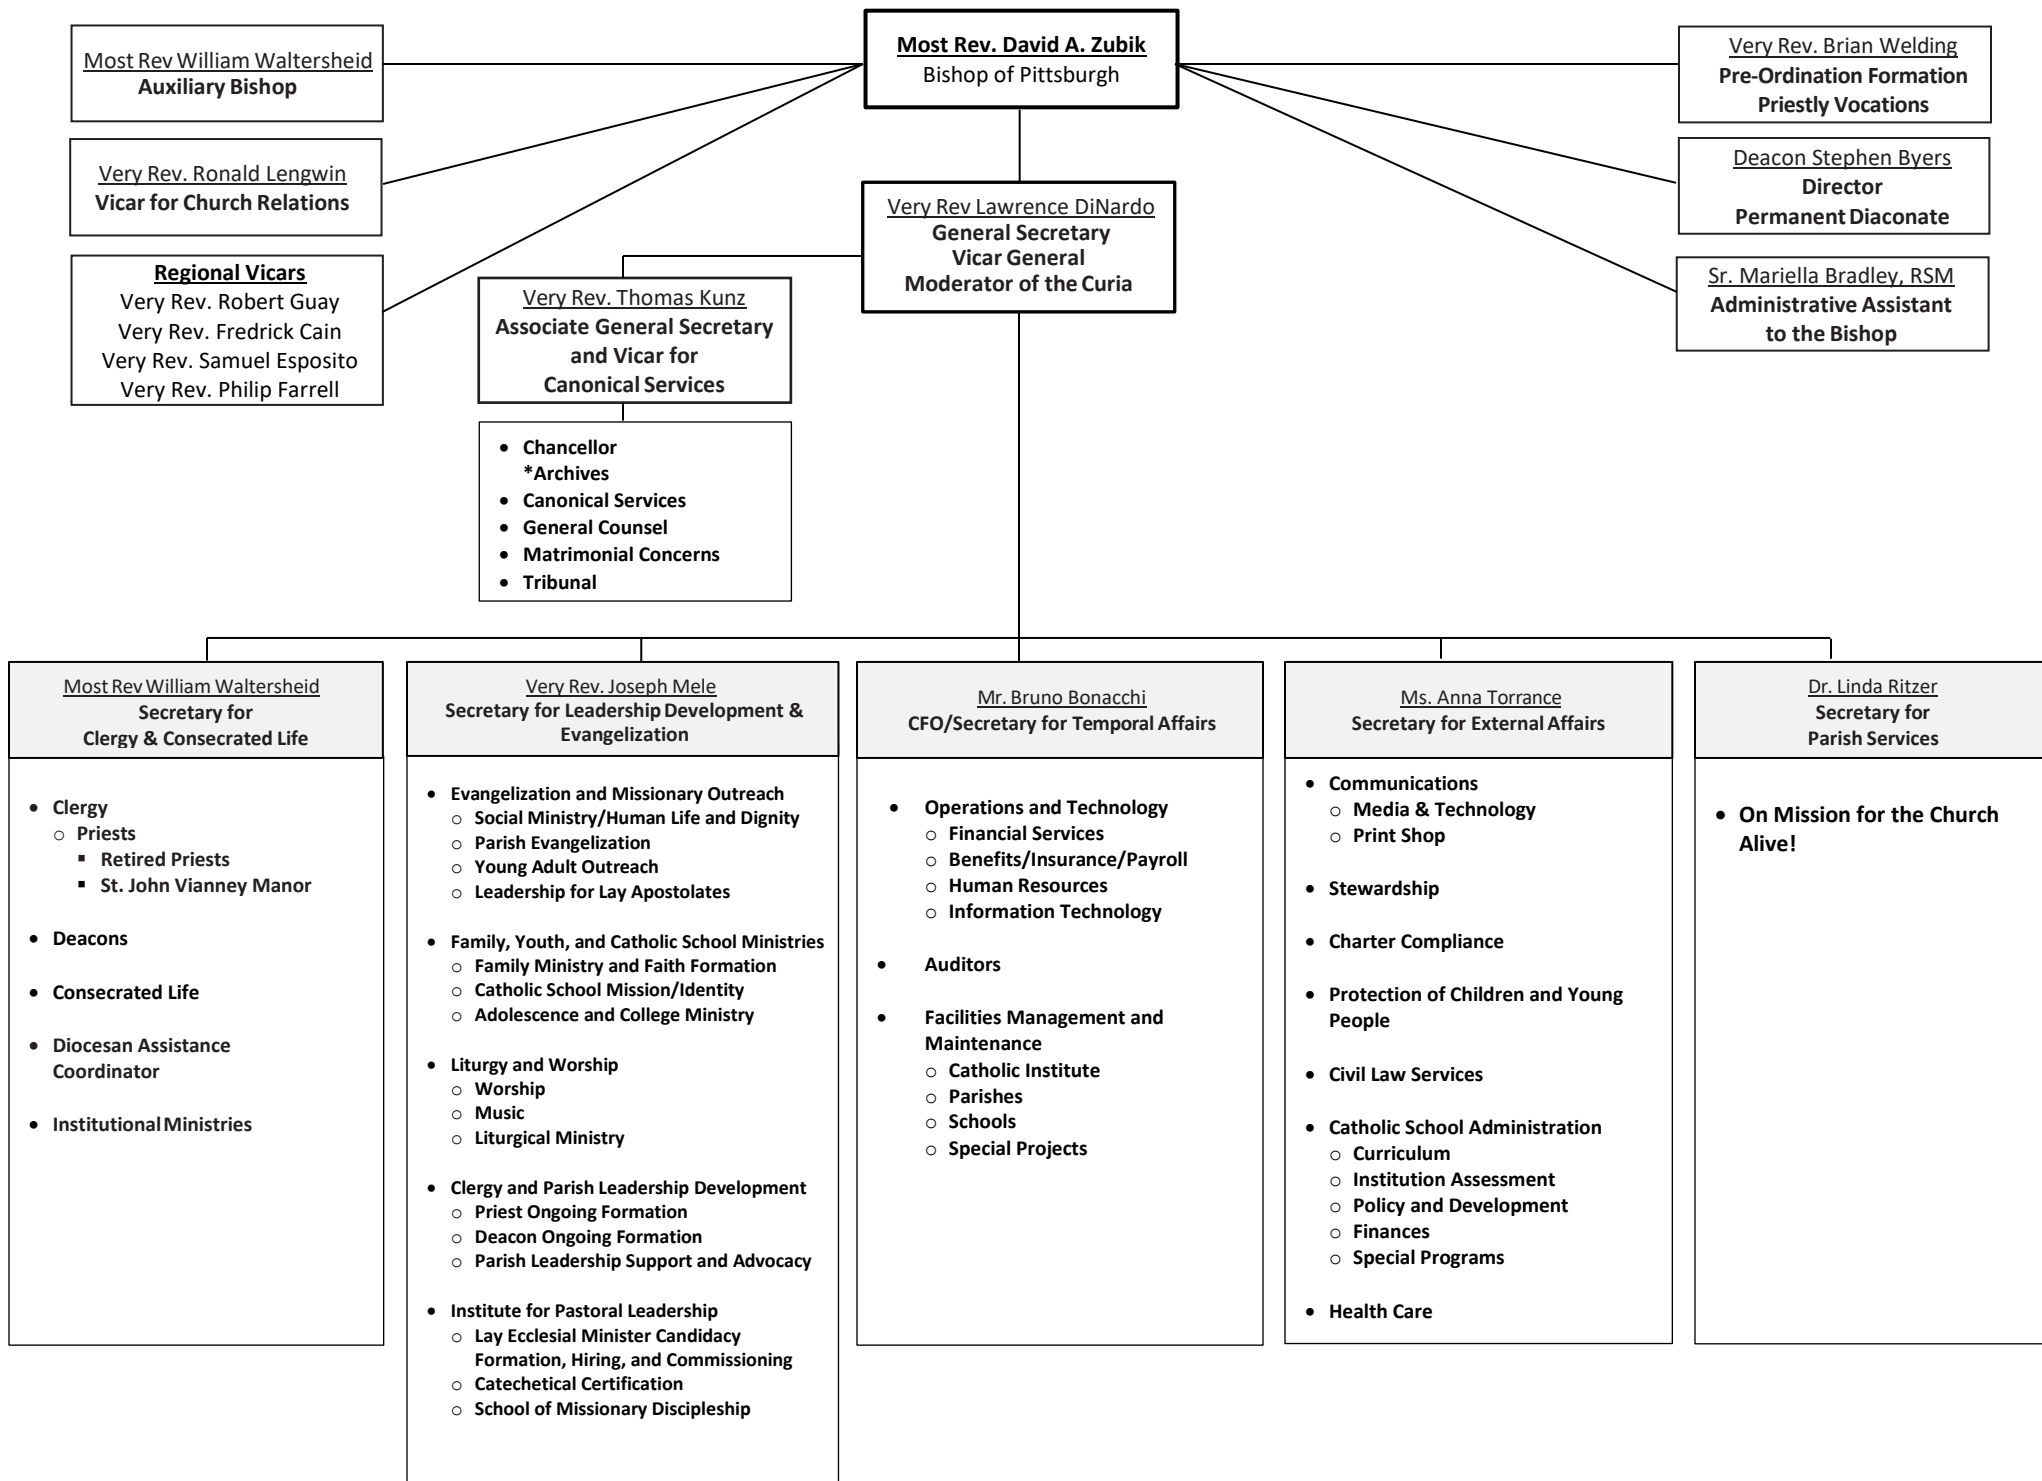 Most Rev. David A. Zubik
Bishop of Pittsburgh
Most Rev William Waltersheid
Auxiliary Bishop
Very Rev. Ronald Lengwin
Vicar for Church Relations
Regional Vicars
Very Rev. Robert Guay
Very Rev. Fredrick Cain
Very Rev. Samuel Esposito
Very Rev. Philip Farrell
Very Rev. Brian Welding
Pre-Ordination Formation
Priestly Vocations
Deacon Stephen Byers
Director
Permanent Diaconate
Sr. Mariella Bradley, RSM
Administrative Assistant
to the Bishop
Very Rev Lawrence DiNardo
General Secretary
Vicar General
Moderator of the Curia
Very Rev. Thomas Kunz
Associate General Secretary
and Vicar for
Canonical Services
• Chancellor
*Archives
• Canonical Services
• General Counsel
• Matrimonial Concerns
• Tribunal
Most Rev William Waltersheid
Secretary for
Clergy & Consecrated Life
• Clergy
o Priests
▪ Retired Priests
▪ St. John Vianney Manor
• Deacons
• Consecrated Life
• Diocesan Assistance
Coordinator
• Institutional Ministries
Very Rev. Joseph Mele
Secretary for Leadership Development &
Evangelization
• Evangelization and Missionary Outreach
o Social Ministry/Human Life and Dignity
o Parish Evangelization
o Young Adult Outreach
o Leadership for Lay Apostolates
• Family, Youth, and Catholic School Ministries
o Family Ministry and Faith Formation
o Catholic School Mission/Identity
o Adolescence and College Ministry
• Liturgy and Worship
o Worship
o Music
o Liturgical Ministry
• Clergy and Parish Leadership Development
o Priest Ongoing Formation
o Deacon Ongoing Formation
o Parish Leadership Support and Advocacy
• Institute for Pastoral Leadership
o Lay Ecclesial Minister Candidacy
Formation, Hiring, and Commissioning
o Catechetical Certification
o School of Missionary Discipleship
Mr. Bruno Bonacchi
CFO/Secretary for Temporal Affairs
• Operations and Technology
o Financial Services
o Benefits/Insurance/Payroll
o Human Resources
o Information Technology
• Auditors
• Facilities Management and
Maintenance
o Catholic Institute
o Parishes
o Schools
o Special Projects
Ms. Anna Torrance
Secretary for External Affairs
• Communications
o Media & Technology
o Print Shop
• Stewardship
• Charter Compliance
• Protection of Children and Young
People
• Civil Law Services
• Catholic School Administration
o Curriculum
o Institution Assessment
o Policy and Development
o Finances
o Special Programs
• Health Care
Dr. Linda Ritzer
Secretary for
Parish Services
• On Mission for the Church
Alive!